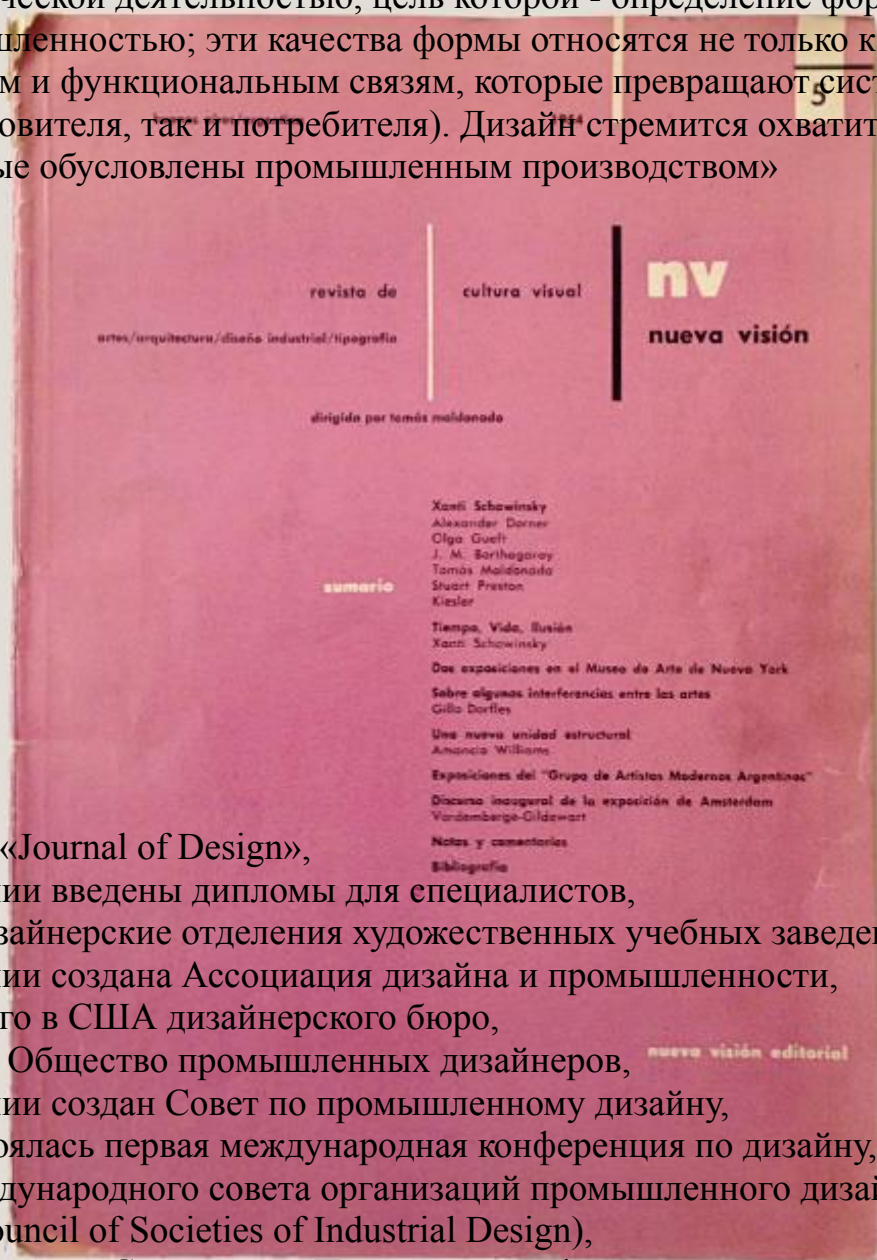 ческой деятельностью, цель которой - определение фор
шленностью; эти качества формы относятся не только к
м и функциональным связям, которые превращают сист
овителя, так и потребителя). Дизайн стремится охватит
ые обусловлены промышленным производством»
1954
5
revista de
cultura visual
nv
artes/arquitectura/diseño industrial/tipografía
nueva visión
dirigida por tomás maldonado
Xanti Schawinsky
Alexander Dorner
Olga Gueft
J. M. Borthagaray
Tomás Maldonado
sumario
Stuart Preston
Kiesler
Tiempo, Vida, Ilusión
Xanti Schawinsky
Dos exposiciones en el Museo de Arte de Nueva York
Sobre algunas interferencias entre las artes
Gillo Dorfles
Una nueva unidad estructural
Amancio Williams
Exposiciones del "Grupo de Artistas Modernos Argentinos"
Discurso inaugural de la exposición de Amsterdam
Vordemberge-Gildewart
Notas y comentarios
Bibliografía
«Journal of Design»,
ии введены дипломы для специалистов,
зайнерские отделения художественных учебных заведе
ии создана Ассоциация дизайна и промышленности,
го в США дизайнерского бюро,
Общество промышленных дизайнеров,
nueva visión editorial
ии создан Совет по промышленному дизайну,
оялась первая международная конференция по дизайну,
дународного совета организаций промышленного дизай
ouncil of Societies of Industrial Design),